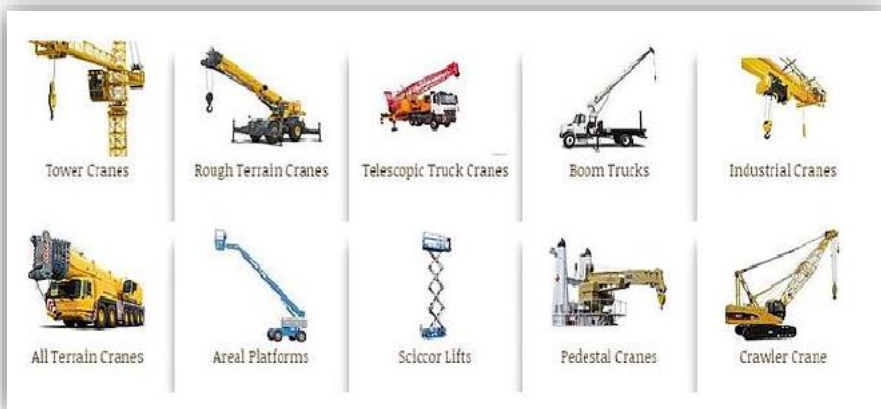 Tower Cranes
Rough Terrain Cranes
Telescopic Truck Cranes
Boom Trucks
Industrial Cranes
All Terrain Cranes
Areal Platforms
Sciccor Lifts
Pedestal Cranes
Crawler Crane